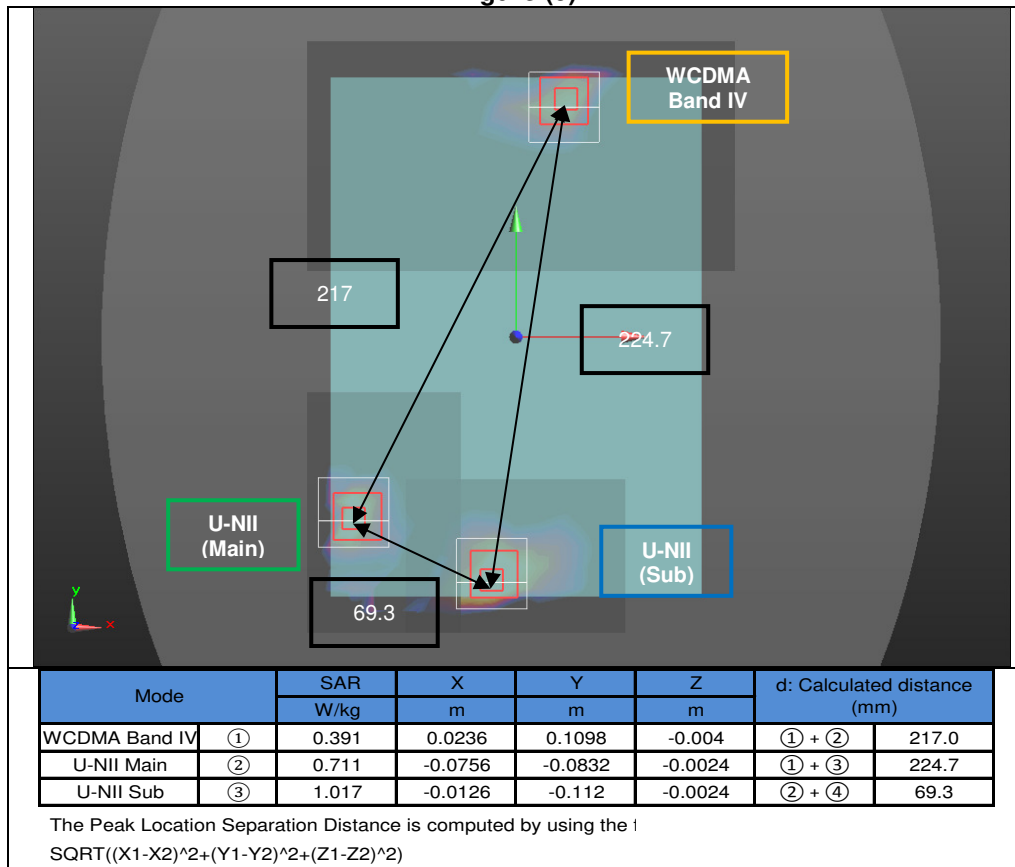 WCDMA
Band IV
217
224.7
U-NII
(Main)
U-NII
(Sub)
69.3
y
x
Mode SAR X Y Z d: Calculated distance
(mm)
W/kg m m m
WCDMA Band IV ① 0.391 0.0236 0.1098 -0.004 ① + ② 217.0
U-NII Main ② 0.711 -0.0756 -0.0832 -0.0024 ① + ③ 224.7
U-NII Sub ③ 1.017 -0.0126 -0.112 -0.0024 ② + ④ 69.3
The Peak Location Separation Distance is computed by using the
SQRT((X1-X2)^2+(Y1-Y2)^2+(Z1-Z2)^2)